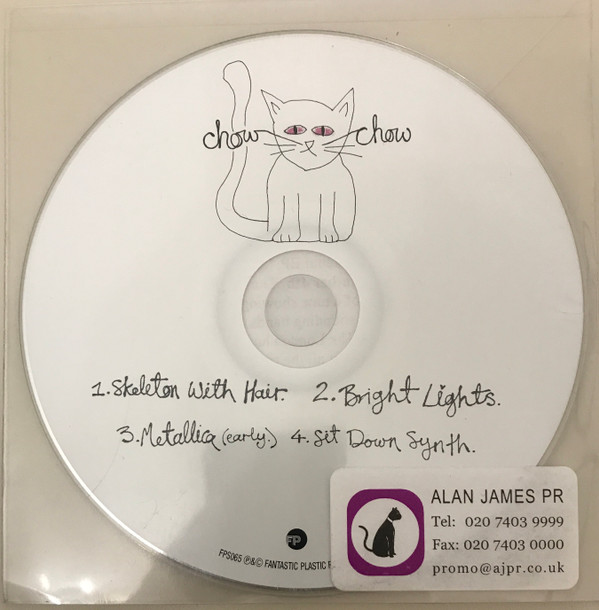 chow chow
1. Skeleton With Hair. 2. Bright Lights.
3. Metallica (early.) 4. Sit Down Synth.
FP
FPS065 ℗&© FANTASTIC PLASTIC
ALAN JAMES PR
Tel: 020 7403 9999
Fax: 020 7403 0000
promo@ajpr.co.uk